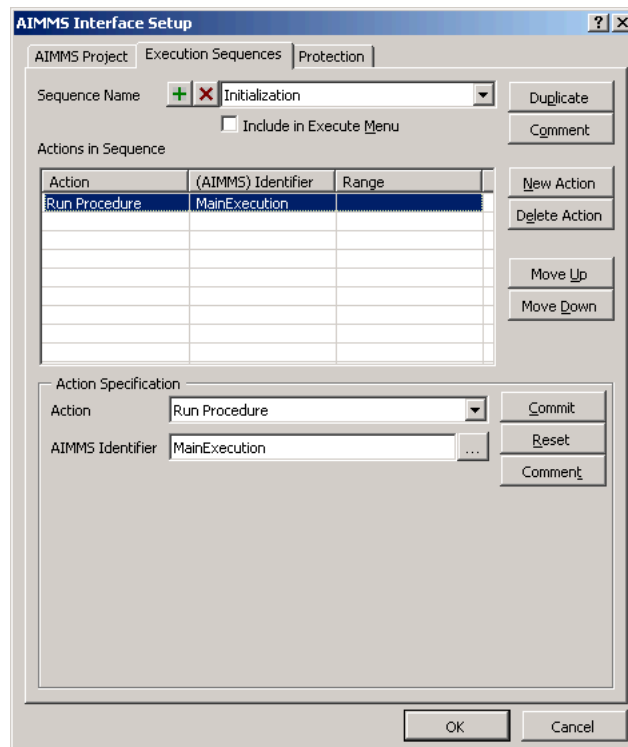 AIMMS Interface Setup
AIMMS Project Execution Sequences Protection
Sequence Name Initialization Duplicate
Include in Execute Menu Comment
Actions in Sequence
Action (AIMMS) Identifier Range New Action
Run Procedure MainExecution
Delete Action
Move Up
Move Down
Action Specification
Action Run Procedure Commit
AIMMS Identifier MainExecution ... Reset
Comment
OK Cancel